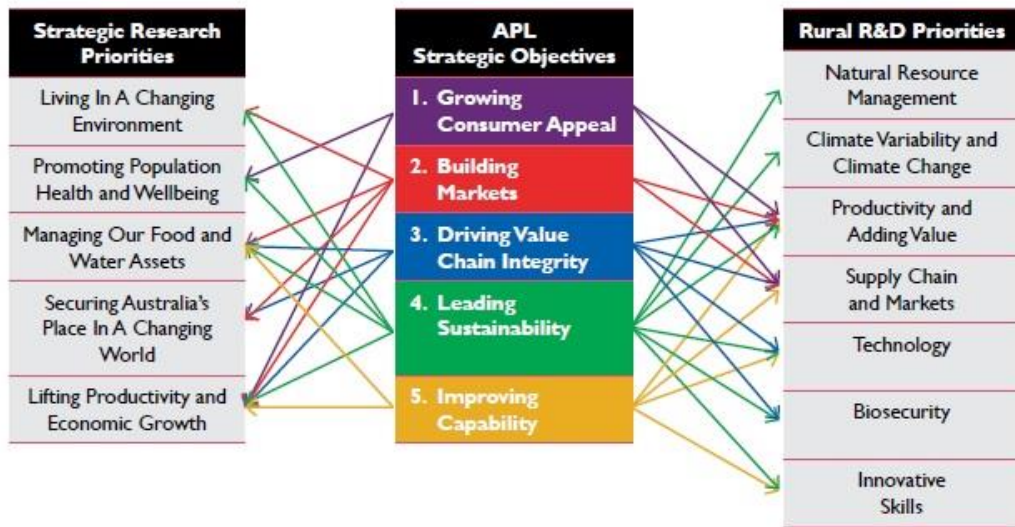 Strategic Research
Priorities
Living In A Changing
Environment
Promoting Population
Health and Wellbeing
Managing Our Food and
Water Assets
Securing Australia's
Place In A Changing
World
Lifting Productivity and
Economic Growth
APL
Strategic Objectives
1. Growing
Consumer Appeal
2. Building
Markets
3. Driving Value
Chain Integrity
4. Leading
Sustainability
5. Improving
Capability
Rural R&D Priorities
Natural Resource
Management
Climate Variability and
Climate Change
Productivity and
Adding Value
Supply Chain
and Markets
Technology
Biosecurity
Innovative
Skills